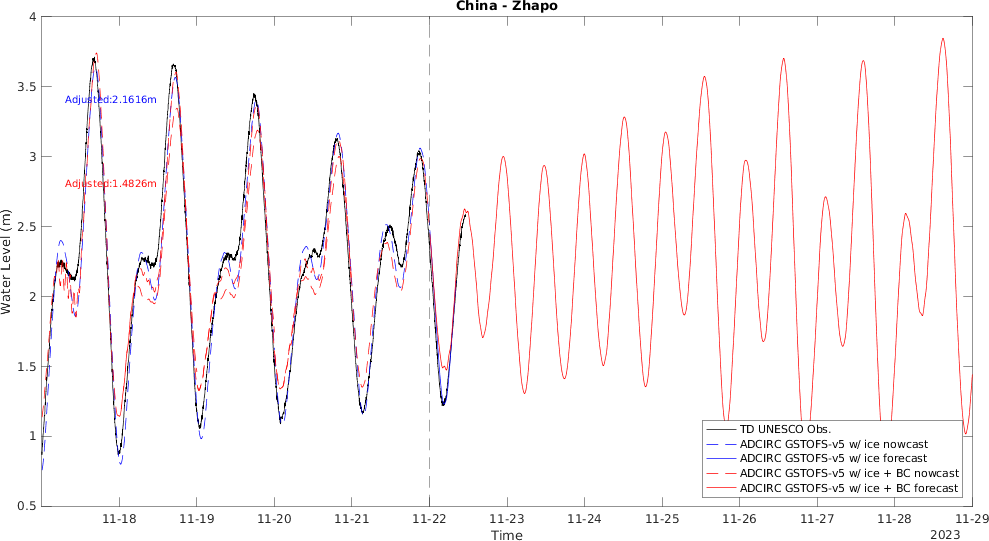 China - Zhapo
4
3.5
3
2.5
2
1.5
1
0.5
Water Level (m)
Adjusted:2.1616m
Adjusted:1.4826m
TD UNESCO Obs.
ADCIRC GSTOFS-v5 w/ ice nowcast
ADCIRC GSTOFS-v5 w/ ice forecast
ADCIRC GSTOFS-v5 w/ ice + BC nowcast
ADCIRC GSTOFS-v5 w/ ice + BC forecast
11-18 11-19 11-20 11-21 11-22 11-23 11-24 11-25 11-26 11-27 11-28 11-29
Time
2023